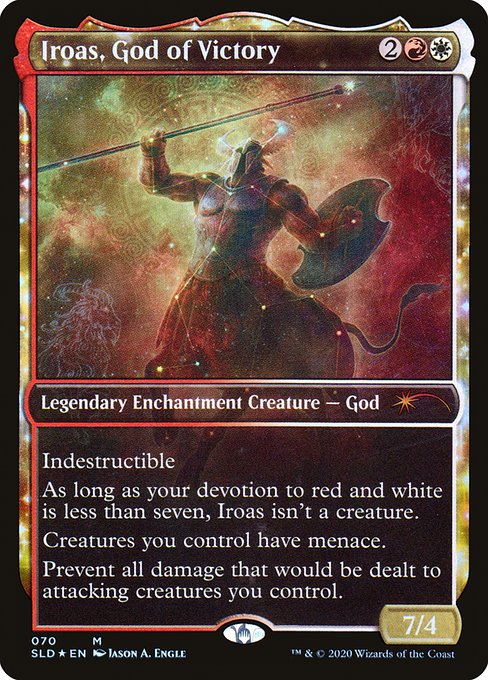 Iroas, God of Victory 2
Legendary Enchantment Creature — God
Indestructible
As long as your devotion to red and white
is less than seven, Iroas isn't a creature.
Creatures you control have menace.
Prevent all damage that would be dealt to
attacking creatures you control.
7/4
070 M
SLD ★ EN Jason A. Engle
™ & © 2020 Wizards of the Coast